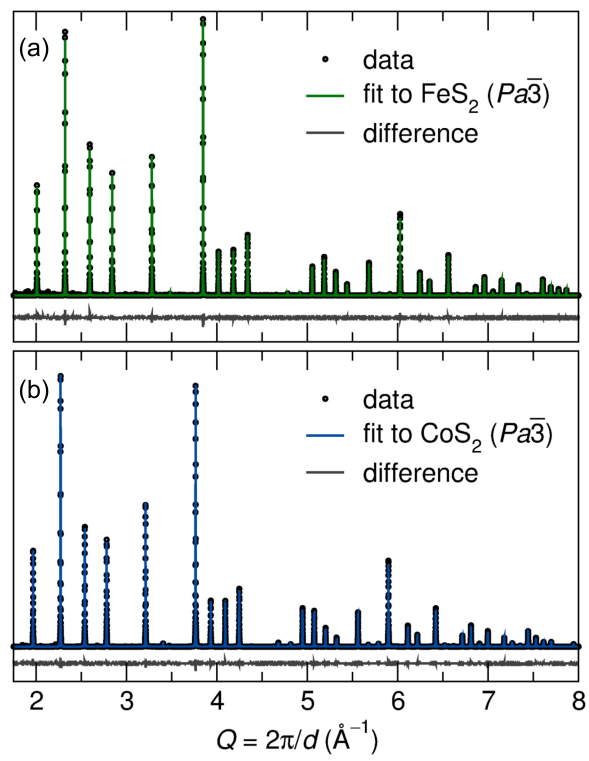 (a)
data
fit to FeS₂ (Pa3̅)
difference
(b)
data
fit to CoS₂ (Pa3̅)
difference
2 3 4 5 6 7 8
Q = 2π/d (Å⁻¹)